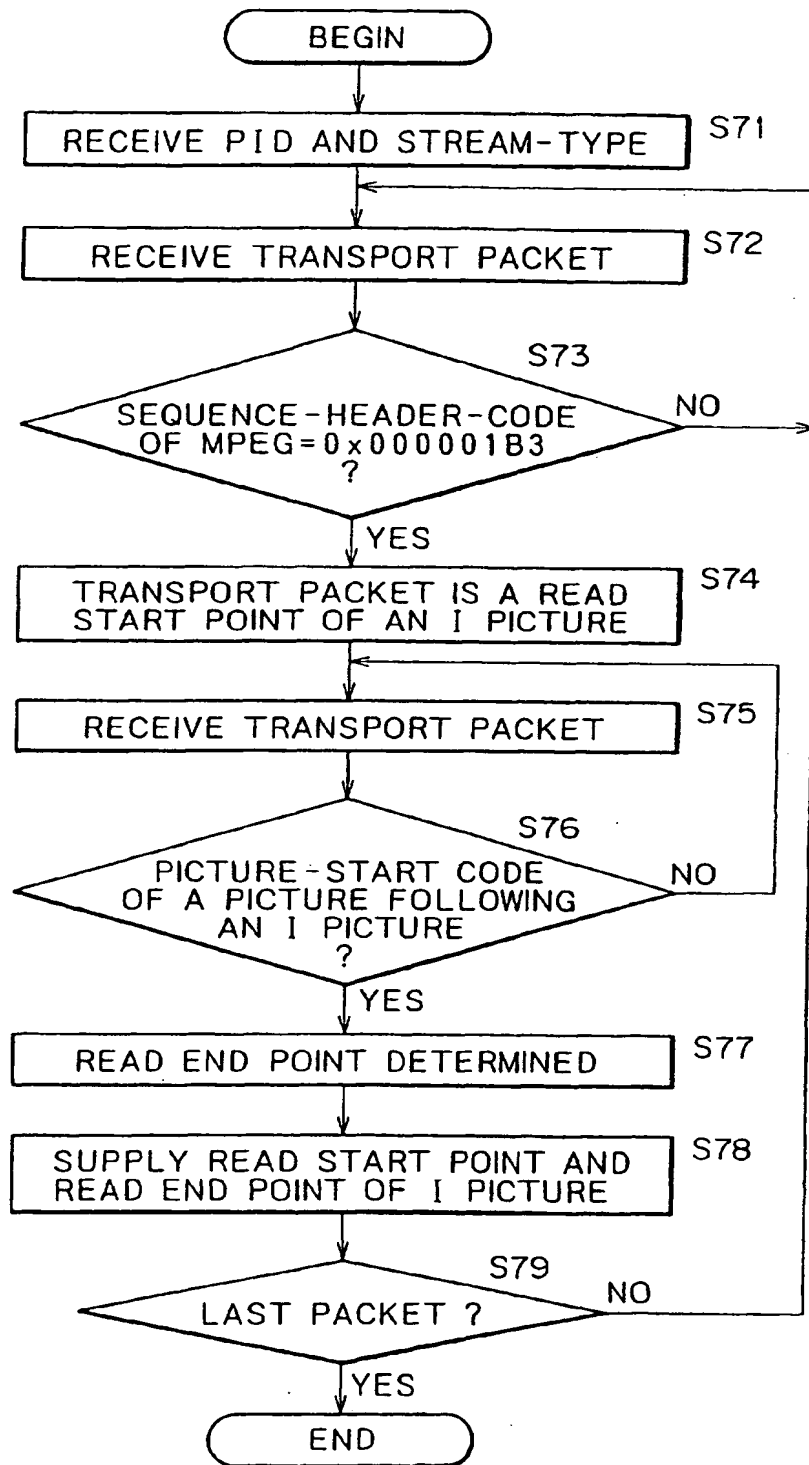 BEGIN
RECEIVE PID AND STREAM-TYPE
S71
RECEIVE TRANSPORT PACKET
S72
S73
SEQUENCE-HEADER-CODE
OF MPEG=0x000001B3
?
NO
YES
TRANSPORT PACKET IS A READ
START POINT OF AN I PICTURE
S74
RECEIVE TRANSPORT PACKET
S75
S76
PICTURE-START CODE
OF A PICTURE FOLLOWING
AN I PICTURE
?
NO
YES
READ END POINT DETERMINED
S77
SUPPLY READ START POINT AND
READ END POINT OF I PICTURE
S78
S79
LAST PACKET ?
NO
YES
END